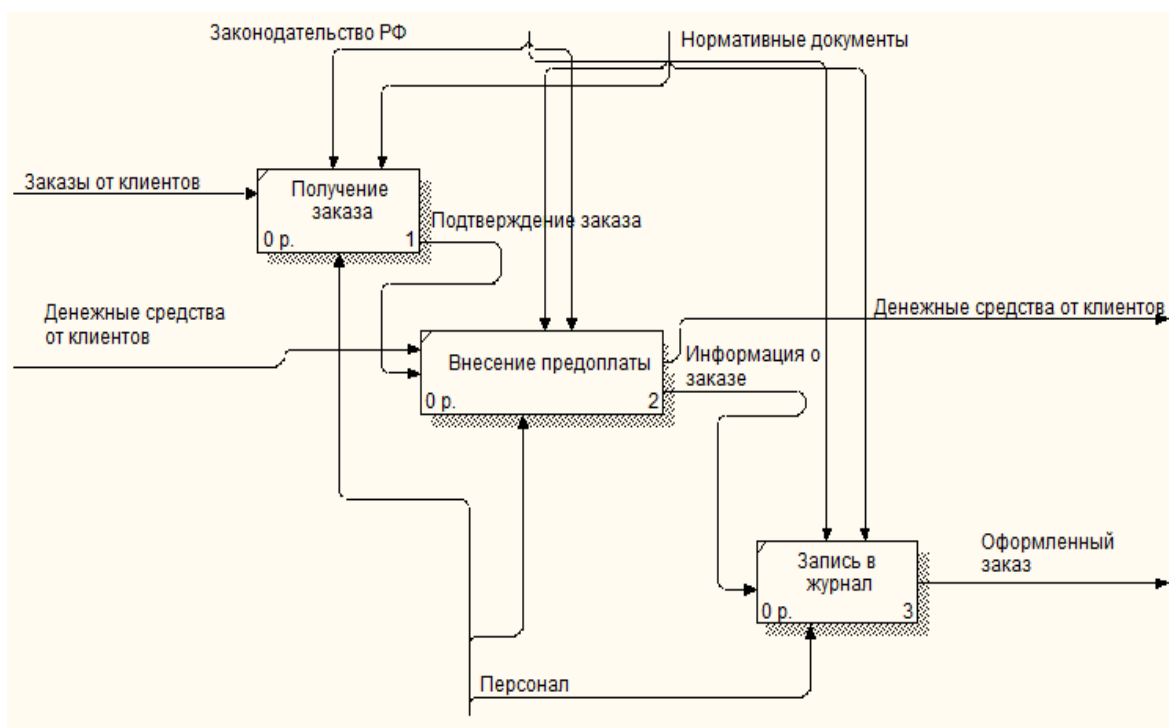 Законодательство РФ
Нормативные документы
Заказы от клиентов
Получение
заказа
0 р.
1
Подтверждение заказа
Денежные средства
от клиентов
Денежные средства от клиентов
Внесение предоплаты
0 р.
2
Информация о
заказе
Запись в
журнал
0 р.
3
Оформленный
заказ
Персонал